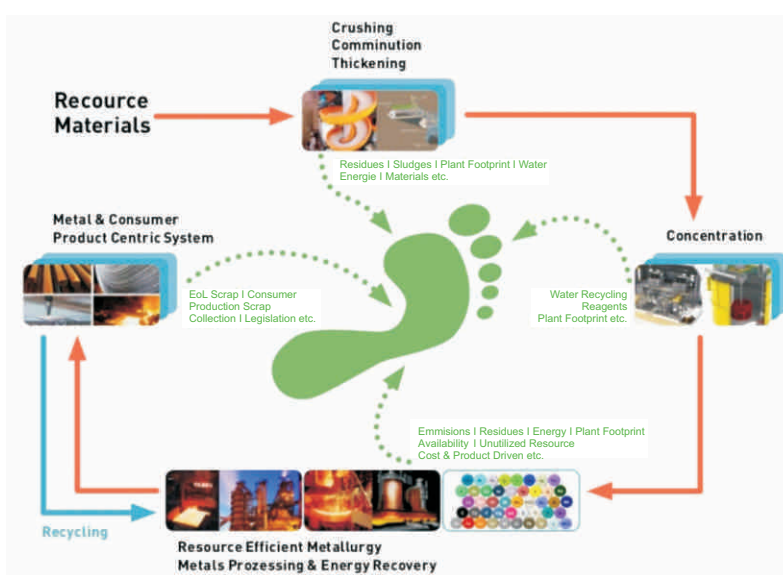 Crushing
Comminution
Thickening
Recource
Materials
Residues I Sludges I Plant Footprint I Water
Energie I Materials etc.
Metal & Consumer
Product Centric System
Concentration
EoL Scrap I Consumer
Production Scrap
Collection I Legislation etc.
Water Recycling
Reagents
Plant Footprint etc.
Emmisions I Residues I Energy I Plant Footprint
Availability I Unutilized Resource
Cost & Product Driven etc.
Recycling
Resource Efficient Metallurgy
Metals Prozessing & Energy Recovery